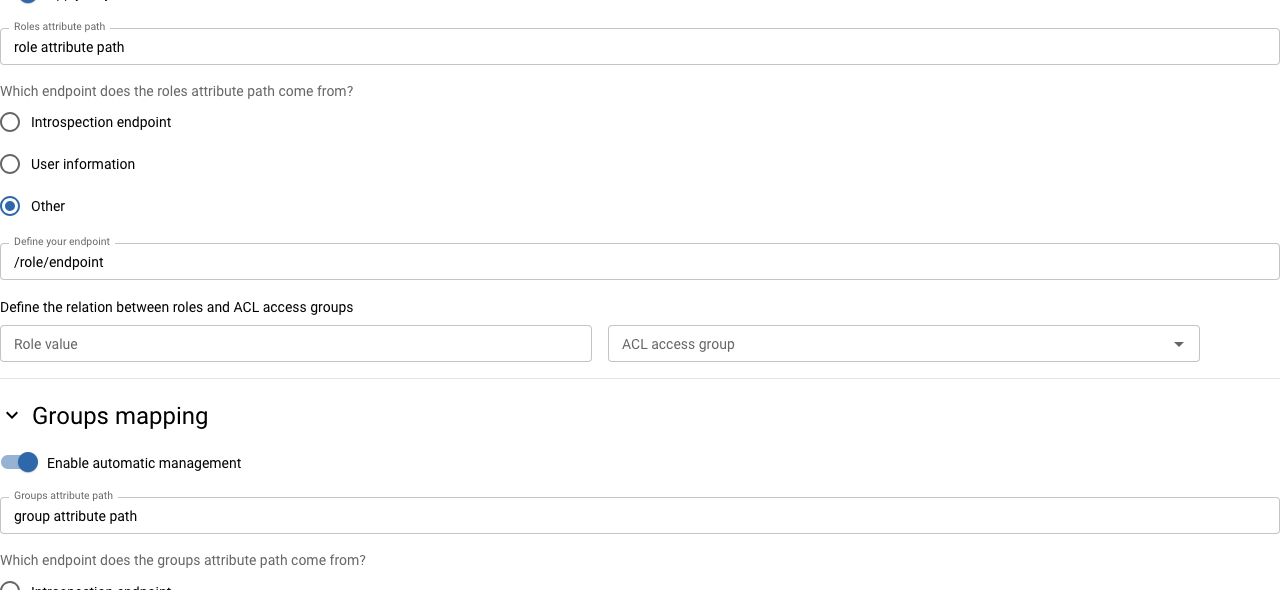 Roles attribute path
role attribute path
Which endpoint does the roles attribute path come from?
Introspection endpoint
User information
Other
Define your endpoint
/role/endpoint
Define the relation between roles and ACL access groups
Role value
ACL access group
Groups mapping
Enable automatic management
Groups attribute path
group attribute path
Which endpoint does the groups attribute path come from?